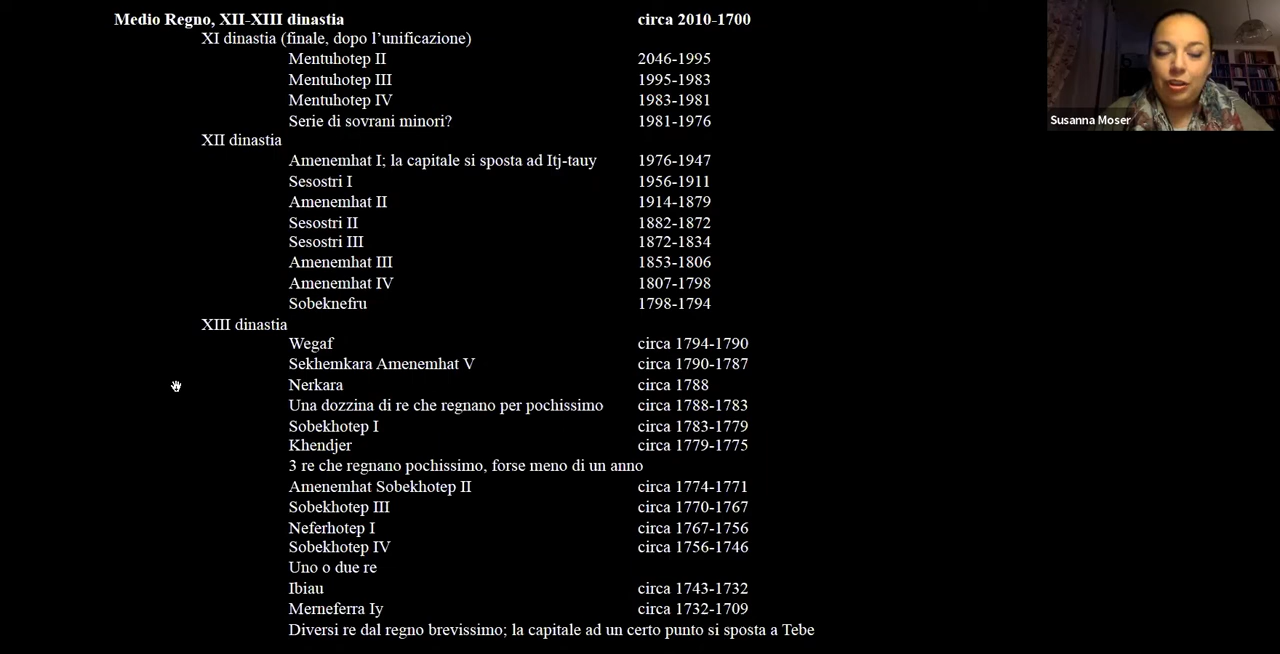 Medio Regno, XII-XIII dinastia circa 2010-1700
XI dinastia (finale, dopo l’unificazione)
Mentuhotep II 2046-1995
Mentuhotep III 1995-1983
Mentuhotep IV 1983-1981
Serie di sovrani minori? 1981-1976
XII dinastia
Amenemhat I; la capitale si sposta ad Itj-tauy 1976-1947
Sesostri I 1956-1911
Amenemhat II 1914-1879
Sesostri II 1882-1872
Sesostri III 1872-1834
Amenemhat III 1853-1806
Amenemhat IV 1807-1798
Sobeknefru 1798-1794
XIII dinastia
Wegaf circa 1794-1790
Sekhemkara Amenemhat V circa 1790-1787
Nerkara circa 1788
Una dozzina di re che regnano per pochissimo circa 1788-1783
Sobekhotep I circa 1783-1779
Khendjer circa 1779-1775
3 re che regnano pochissimo, forse meno di un anno
Amenemhat Sobekhotep II circa 1774-1771
Sobekhotep III circa 1770-1767
Neferhotep I circa 1767-1756
Sobekhotep IV circa 1756-1746
Uno o due re
Ibiau circa 1743-1732
Merneferra Iy circa 1732-1709
Diversi re dal regno brevissimo; la capitale ad un certo punto si sposta a Tebe
Susanna Moser